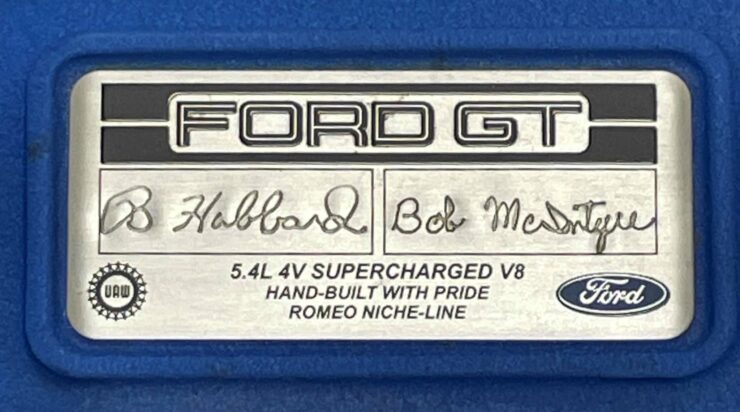 FORD GT
B Hubbard Bob McIntyre
5.4L 4V SUPERCHARGED V8
HAND-BUILT WITH PRIDE
ROMEO NICHE-LINE
UAW
Ford